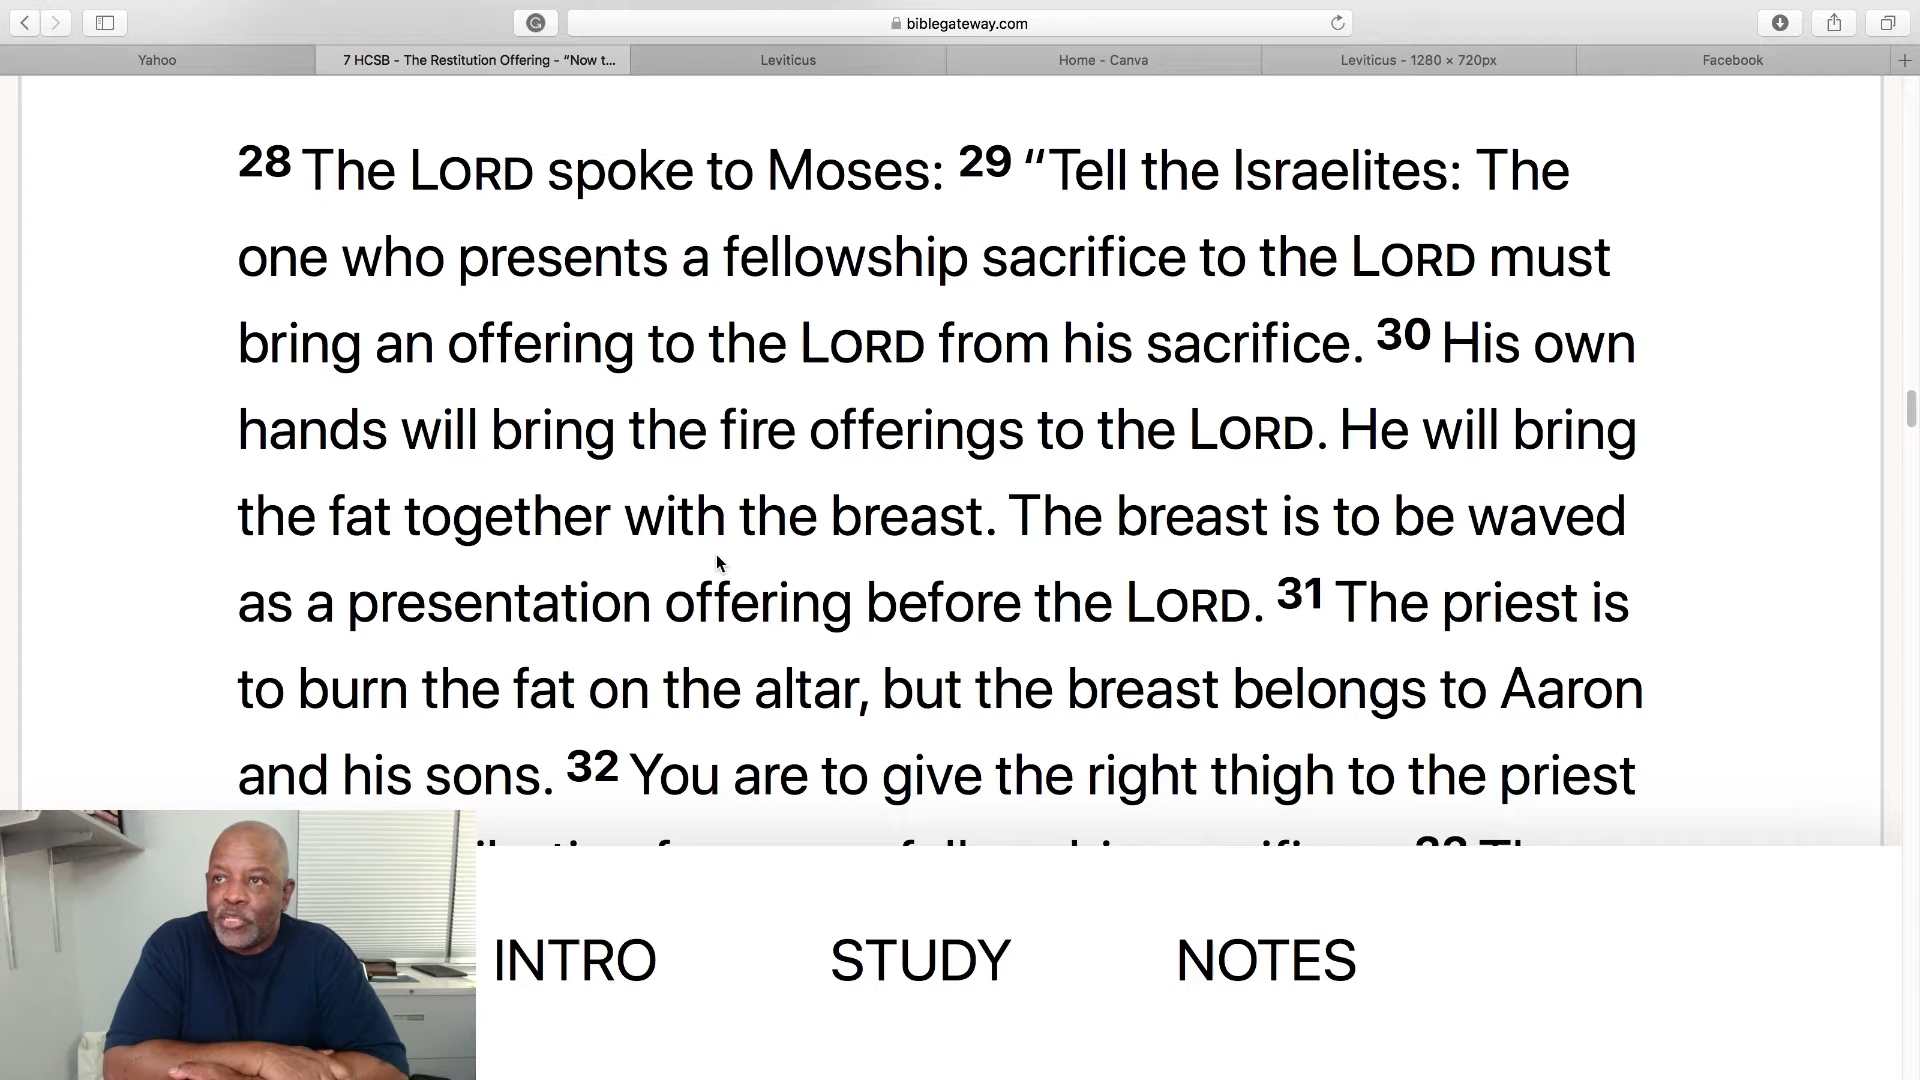 biblegateway.com
Yahoo
7 HCSB - The Restitution Offering - “Now t...
Leviticus
Home - Canva
Leviticus - 1280 × 720px
Facebook
28 The LORD spoke to Moses: 29 “Tell the Israelites: The
one who presents a fellowship sacrifice to the LORD must
bring an offering to the LORD from his sacrifice. 30 His own
hands will bring the fire offerings to the LORD. He will bring
the fat together with the breast. The breast is to be waved
as a presentation offering before the LORD. 31 The priest is
to burn the fat on the altar, but the breast belongs to Aaron
and his sons. 32 You are to give the right thigh to the priest
INTRO
STUDY
NOTES